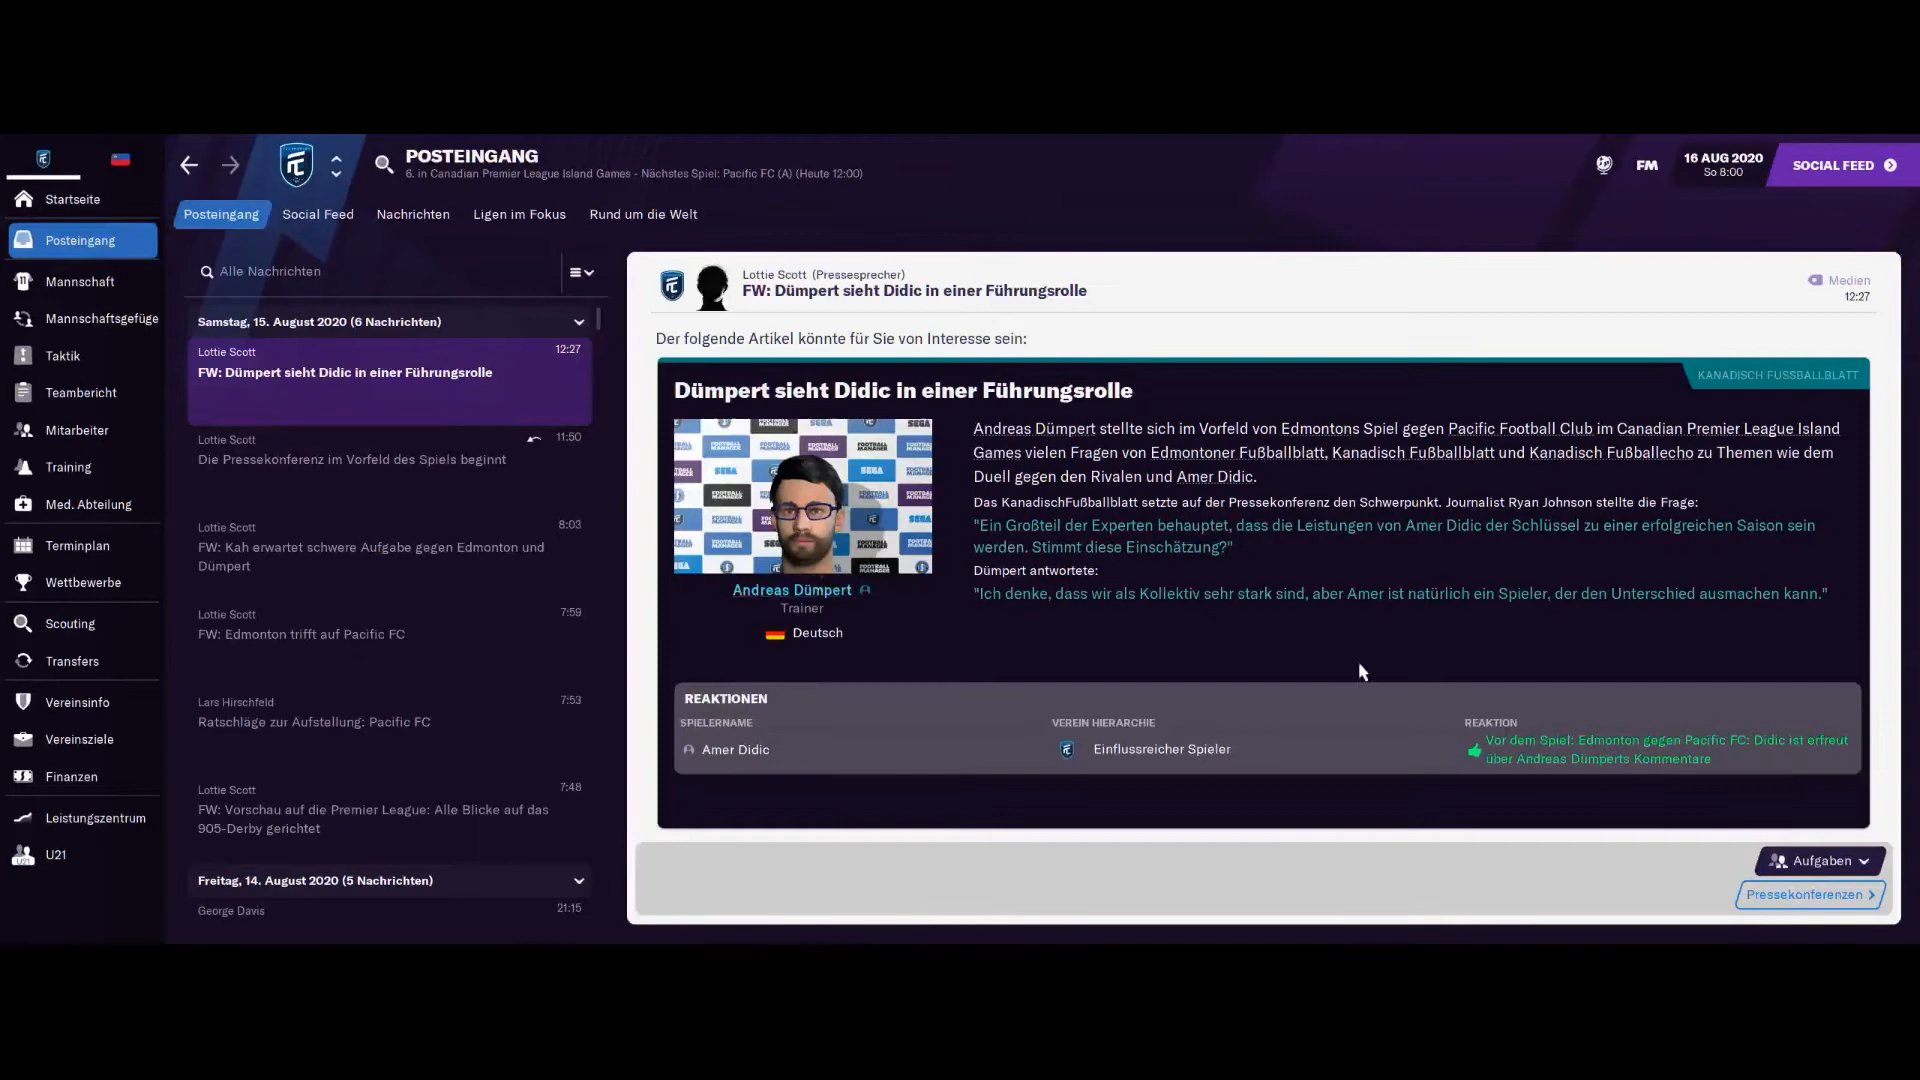 POSTEINGANG
6. in Canadian Premier League Island Games - Nächstes Spiel: Pacific FC (A) (Heute 12:00)
FM
16 AUG 2020
So 8:00
SOCIAL FEED
Startseite
Posteingang
Mannschaft
Mannschaftsgefüge
Taktik
Teambericht
Mitarbeiter
Training
Med. Abteilung
Terminplan
Wettbewerbe
Scouting
Transfers
Vereinsinfo
Vereinsziele
Finanzen
Leistungszentrum
U21
Posteingang
Social Feed
Nachrichten
Ligen im Fokus
Rund um die Welt
Alle Nachrichten
Samstag, 15. August 2020 (6 Nachrichten)
Lottie Scott
12:27
FW: Dümpert sieht Didic in einer Führungsrolle
Lottie Scott
11:50
Die Pressekonferenz im Vorfeld des Spiels beginnt
Lottie Scott
8:03
FW: Kah erwartet schwere Aufgabe gegen Edmonton und
Dümpert
Lottie Scott
7:59
FW: Edmonton trifft auf Pacific FC
Lars Hirschfeld
7:53
Ratschläge zur Aufstellung: Pacific FC
Lottie Scott
7:48
FW: Vorschau auf die Premier League: Alle Blicke auf das
905-Derby gerichtet
Freitag, 14. August 2020 (5 Nachrichten)
George Davis
21:15
Lottie Scott (Pressesprecher)
FW: Dümpert sieht Didic in einer Führungsrolle
Medien
12:27
Der folgende Artikel könnte für Sie von Interesse sein:
KANADISCH FUSSBALLBLATT
Dümpert sieht Didic in einer Führungsrolle
Andreas Dümpert
Trainer
Deutsch
Andreas Dümpert stellte sich im Vorfeld von Edmontons Spiel gegen Pacific Football Club im Canadian Premier League Island
Games vielen Fragen von Edmontoner Fußballblatt, Kanadisch Fußballblatt und Kanadisch Fußballecho zu Themen wie dem
Duell gegen den Rivalen und Amer Didic.
Das KanadischFußballblatt setzte auf der Pressekonferenz den Schwerpunkt. Journalist Ryan Johnson stellte die Frage:
"Ein Großteil der Experten behauptet, dass die Leistungen von Amer Didic der Schlüssel zu einer erfolgreichen Saison sein
werden. Stimmt diese Einschätzung?"
Dümpert antwortete:
"Ich denke, dass wir als Kollektiv sehr stark sind, aber Amer ist natürlich ein Spieler, der den Unterschied ausmachen kann."
REAKTIONEN
SPIELERNAME
VEREIN HIERARCHIE
REAKTION
Amer Didic
Einflussreicher Spieler
Vor dem Spiel: Edmonton gegen Pacific FC: Didic ist erfreut
über Andreas Dümperts Kommentare
Aufgaben
Pressekonferenzen